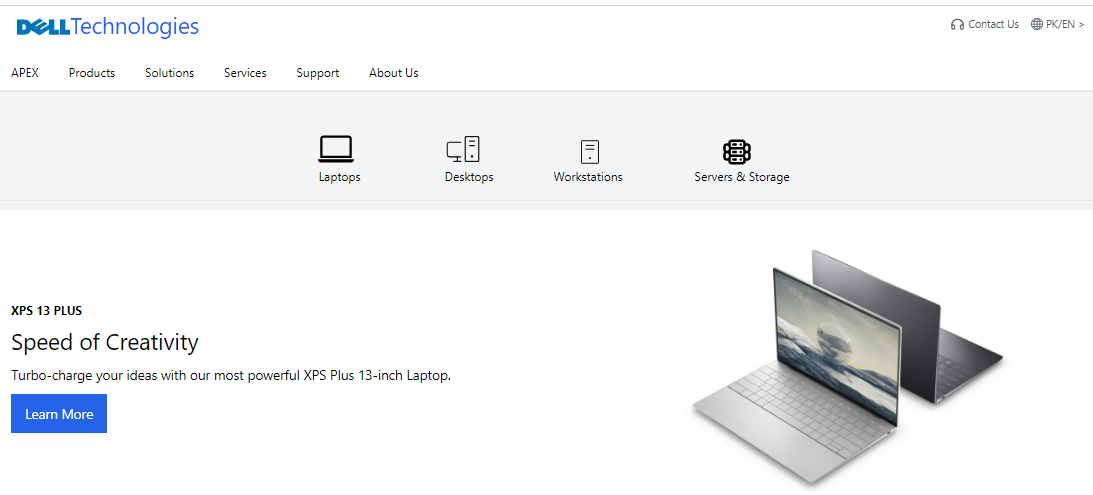 DELLTechnologies
Contact Us PK/EN >
APEX Products Solutions Services Support About Us
Laptops Desktops Workstations Servers & Storage
XPS 13 PLUS
Speed of Creativity
Turbo-charge your ideas with our most powerful XPS Plus 13-inch Laptop.
Learn More